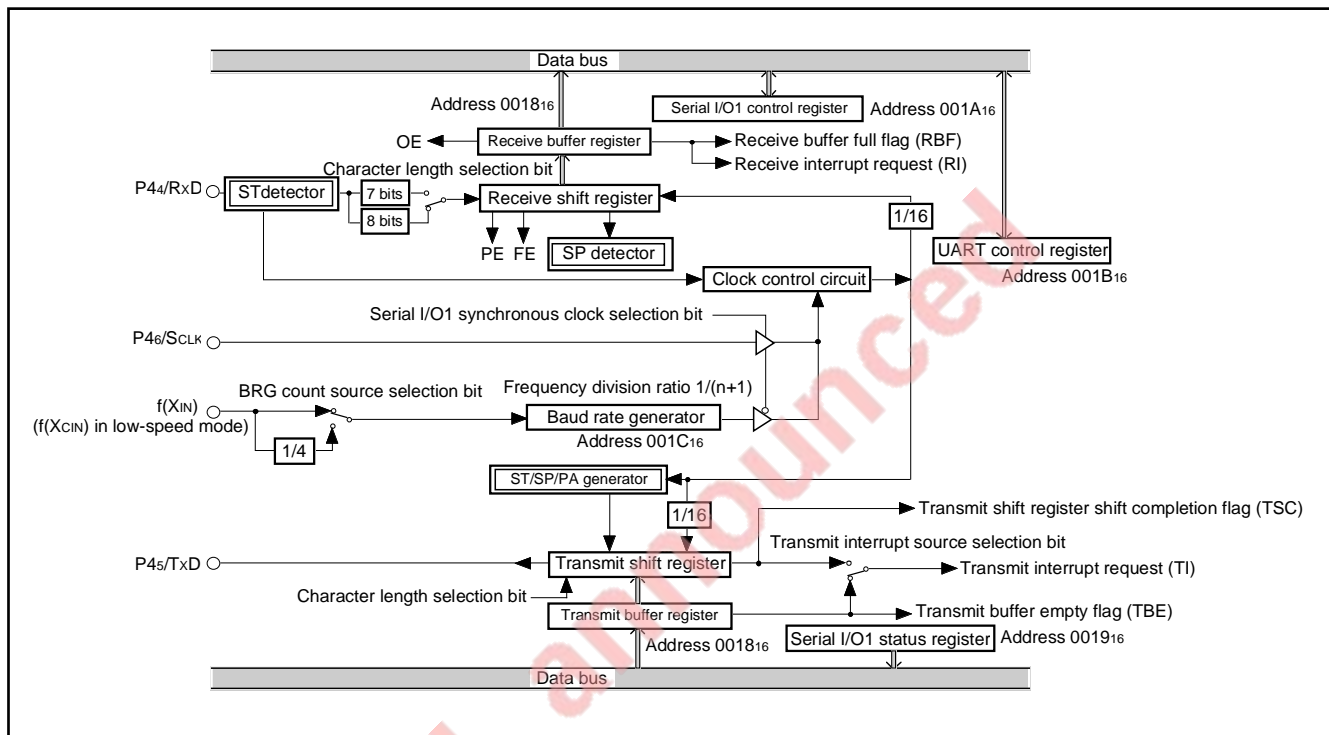 Data bus
Address 001816
Serial I/O1 control register
Address 001A16
OE
Receive buffer register
Receive buffer full flag (RBF)
Receive interrupt request (RI)
Character length selection bit
P44/RXD
STdetector
7 bits
8 bits
Receive shift register
1/16
PE
FE
SP detector
UART control register
Address 001B16
Clock control circuit
Serial I/O1 synchronous clock selection bit
P46/SCLK
BRG count source selection bit
Frequency division ratio 1/(n+1)
f(XIN)
(f(XCIN) in low-speed mode)
Baud rate generator
Address 001C16
1/4
ST/SP/PA generator
1/16
Transmit shift register shift completion flag (TSC)
Transmit interrupt source selection bit
P45/TXD
Transmit shift register
Transmit interrupt request (TI)
Character length selection bit
Transmit buffer register
Transmit buffer empty flag (TBE)
Address 001816
Serial I/O1 status register
Address 001916
Data bus
announced